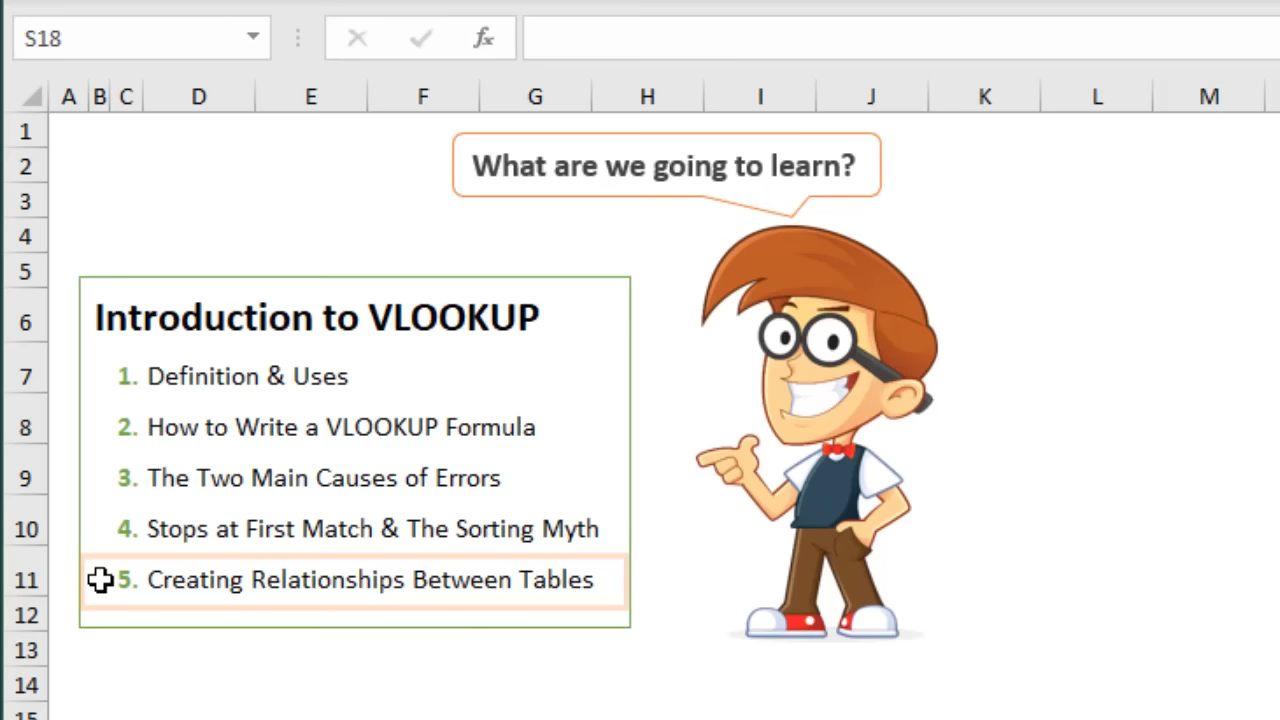 S18
fx
A B C D E F G H I J K L M
1
2
3
4
5
6
7
8
9
10
11
12
13
14
15
What are we going to learn?
Introduction to VLOOKUP
1. Definition & Uses
2. How to Write a VLOOKUP Formula
3. The Two Main Causes of Errors
4. Stops at First Match & The Sorting Myth
5. Creating Relationships Between Tables